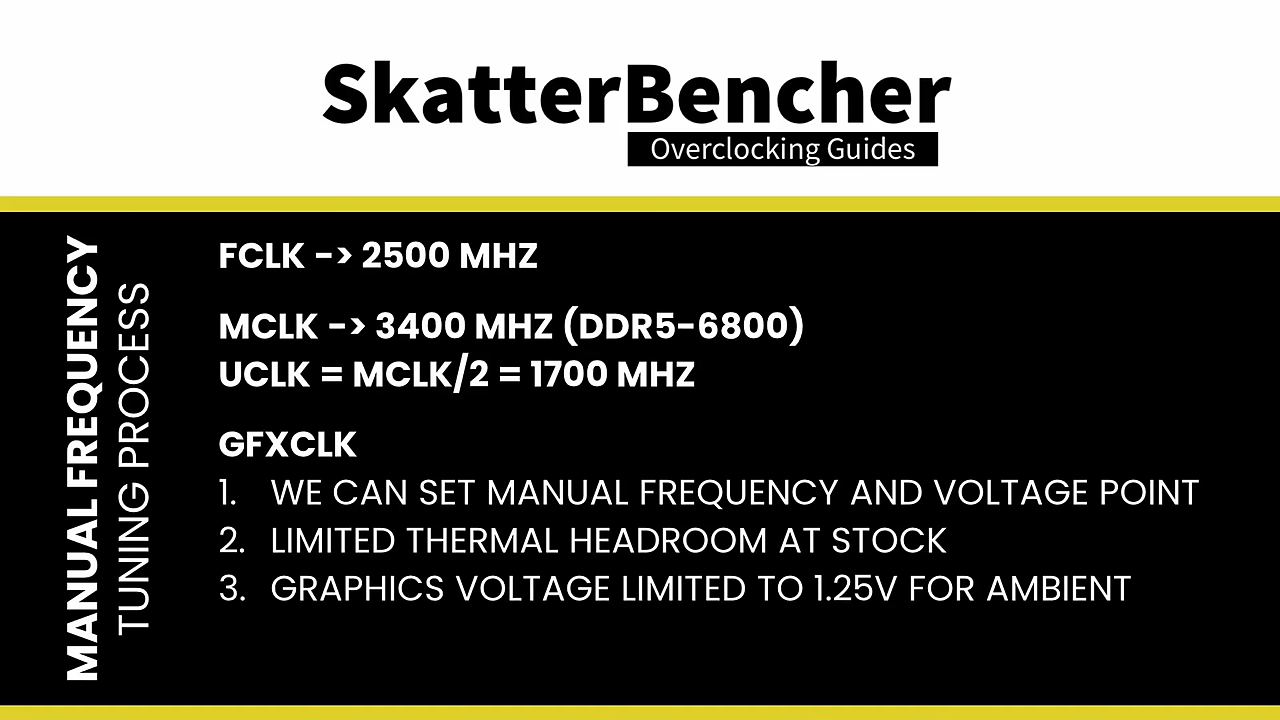 SkatterBencher
Overclocking Guides
MANUAL FREQUENCY
TUNING PROCESS
FCLK -> 2500 MHZ
MCLK -> 3400 MHZ (DDR5-6800)
UCLK = MCLK/2 = 1700 MHZ
GFXCLK
1. WE CAN SET MANUAL FREQUENCY AND VOLTAGE POINT
2. LIMITED THERMAL HEADROOM AT STOCK
3. GRAPHICS VOLTAGE LIMITED TO 1.25V FOR AMBIENT